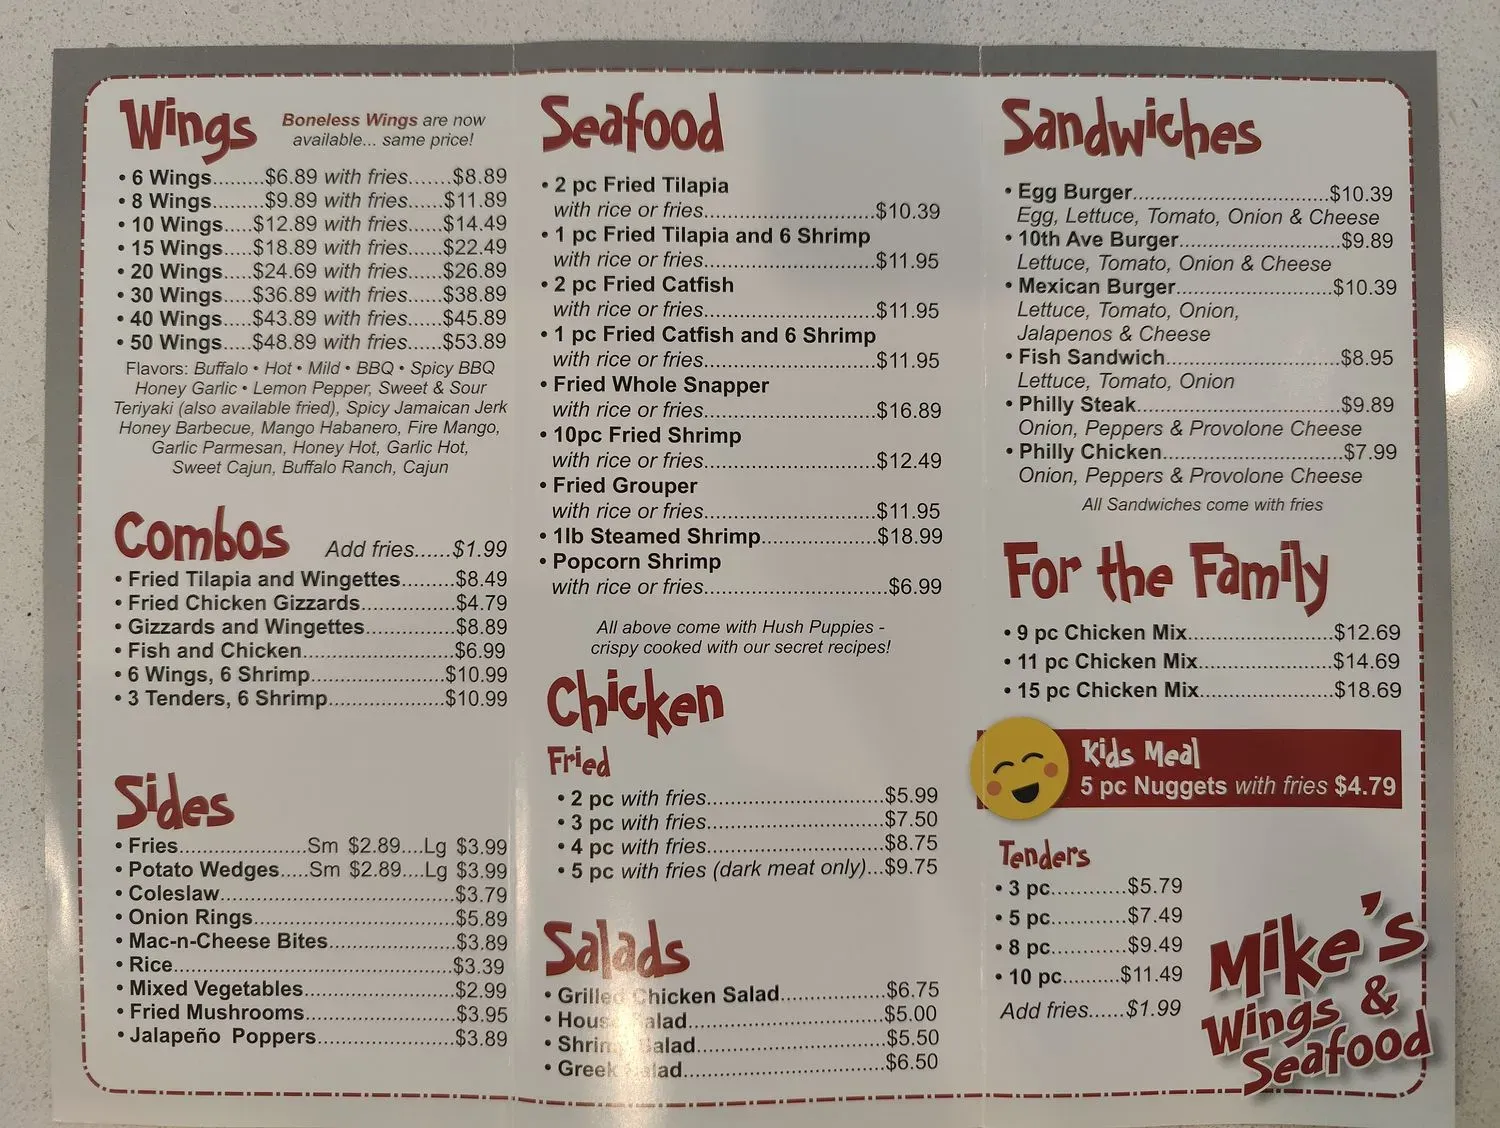 Wings
Boneless Wings are now
available... same price!
• 6 Wings.........$6.89 with fries.......$8.89
• 8 Wings.........$9.89 with fries......$11.89
• 10 Wings.....$12.89 with fries......$14.49
• 15 Wings.....$18.89 with fries......$22.49
• 20 Wings.....$24.69 with fries......$26.89
• 30 Wings.....$36.89 with fries......$38.89
• 40 Wings.....$43.89 with fries......$45.89
• 50 Wings.....$48.89 with fries......$53.89
Flavors: Buffalo • Hot • Mild • BBQ • Spicy BBQ
Honey Garlic • Lemon Pepper, Sweet & Sour
Teriyaki (also available fried), Spicy Jamaican Jerk
Honey Barbecue, Mango Habanero, Fire Mango,
Garlic Parmesan, Honey Hot, Garlic Hot,
Sweet Cajun, Buffalo Ranch, Cajun
Combos
Add fries......$1.99
• Fried Tilapia and Wingettes.........$8.49
• Fried Chicken Gizzards................$4.79
• Gizzards and Wingettes...............$8.89
• Fish and Chicken.........................$6.99
• 6 Wings, 6 Shrimp.......................$10.99
• 3 Tenders, 6 Shrimp....................$10.99
Sides
• Fries......................Sm $2.89....Lg $3.99
• Potato Wedges.....Sm $2.89....Lg $3.99
• Coleslaw.......................................$3.79
• Onion Rings..................................$5.89
• Mac-n-Cheese Bites.....................$3.89
• Rice...............................................$3.39
• Mixed Vegetables.........................$2.99
• Fried Mushrooms.........................$3.95
• Jalapeño Poppers.......................$3.89
Seafood
• 2 pc Fried Tilapia
with rice or fries.............................$10.39
• 1 pc Fried Tilapia and 6 Shrimp
with rice or fries.............................$11.95
• 2 pc Fried Catfish
with rice or fries.............................$11.95
• 1 pc Fried Catfish and 6 Shrimp
with rice or fries.............................$11.95
• Fried Whole Snapper
with rice or fries.............................$16.89
• 10pc Fried Shrimp
with rice or fries.............................$12.49
• Fried Grouper
with rice or fries.............................$11.95
• 1lb Steamed Shrimp...................$18.99
• Popcorn Shrimp
with rice or fries...............................$6.99
All above come with Hush Puppies -
crispy cooked with our secret recipes!
Chicken
Fried
• 2 pc with fries..............................$5.99
• 3 pc with fries..............................$7.50
• 4 pc with fries..............................$8.75
• 5 pc with fries (dark meat only)...$9.75
Salads
• Grilled Chicken Salad..................$6.75
• House Salad.................................$5.00
• Shrimp Salad................................$5.50
• Greek Salad..................................$6.50
Sandwiches
• Egg Burger.................................$10.39
Egg, Lettuce, Tomato, Onion & Cheese
• 10th Ave Burger...........................$9.89
Lettuce, Tomato, Onion & Cheese
• Mexican Burger..........................$10.39
Lettuce, Tomato, Onion,
Jalapenos & Cheese
• Fish Sandwich.............................$8.95
Lettuce, Tomato, Onion
• Philly Steak..................................$9.89
Onion, Peppers & Provolone Cheese
• Philly Chicken..............................$7.99
Onion, Peppers & Provolone Cheese
All Sandwiches come with fries
For the Family
• 9 pc Chicken Mix........................$12.69
• 11 pc Chicken Mix.......................$14.69
• 15 pc Chicken Mix.......................$18.69
Kids Meal
5 pc Nuggets with fries $4.79
Tenders
• 3 pc............$5.79
• 5 pc............$7.49
• 8 pc............$9.49
• 10 pc.........$11.49
Add fries......$1.99
Mike's
Wings &
Seafood